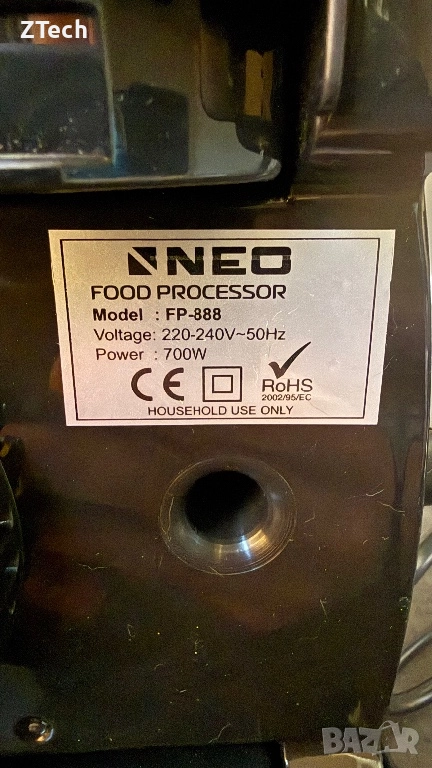 ZTech
NEO
FOOD PROCESSOR
Model : FP-888
Voltage: 220-240V~50Hz
Power : 700W
CE
RoHS
2002/95/EC
HOUSEHOLD USE ONLY
BAZAR